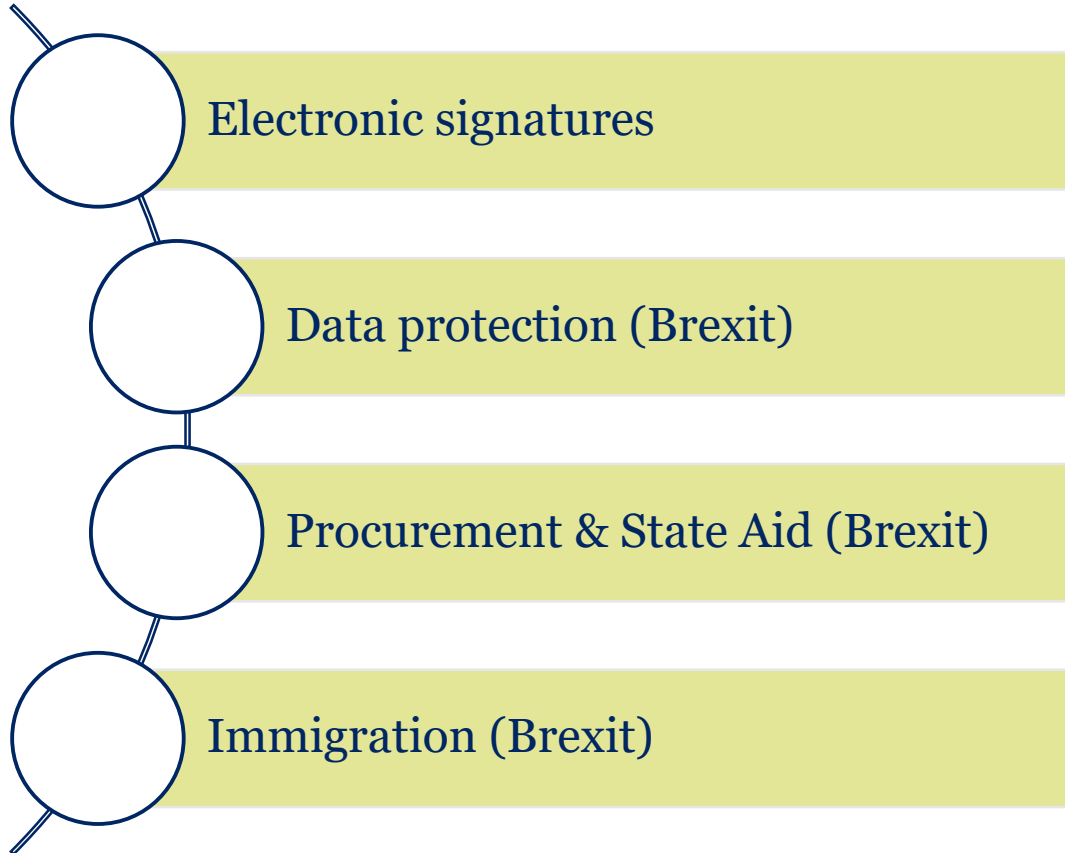 Electronic signatures
Data protection (Brexit)
Procurement & State Aid (Brexit)
Immigration (Brexit)